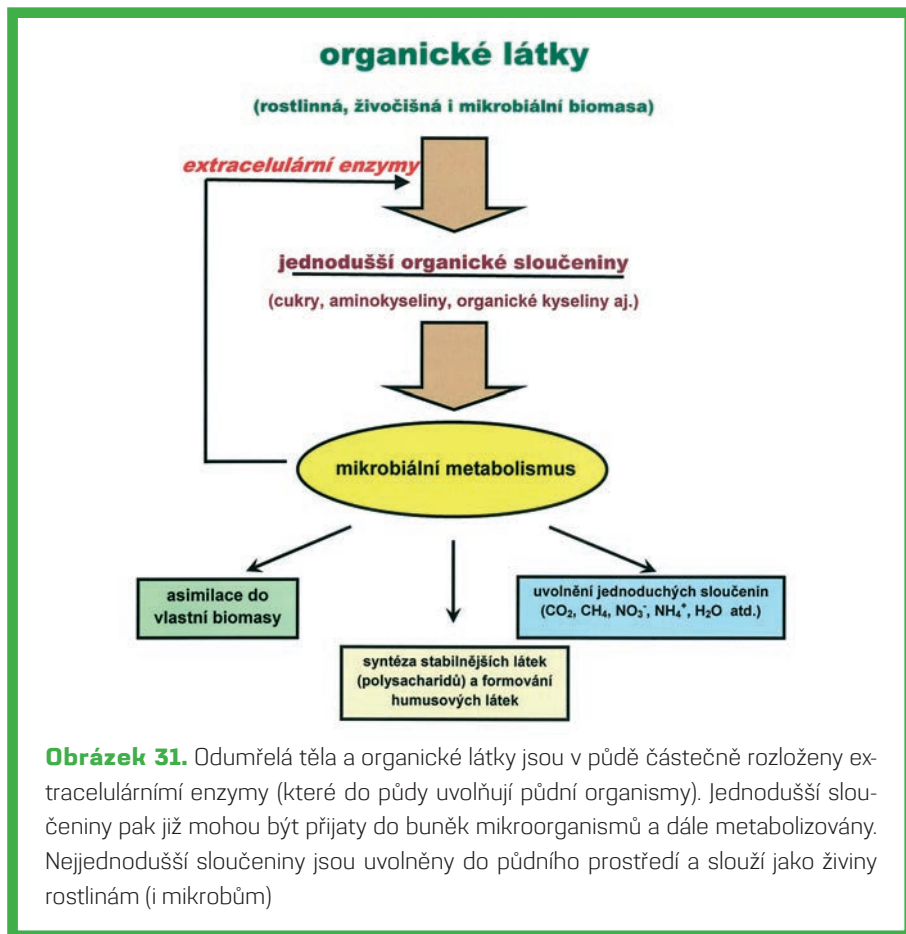 organické látky
(rostlinná, živočišná i mikrobiální biomasa)
extracelulární enzymy
jednodušší organické sloučeniny
(cukry, aminokyseliny, organické kyseliny aj.)
mikrobiální metabolismus
asimilace do
vlastní biomasy
uvolnění jednoduchých sloučenin
(CO₂, CH₄, NO₃⁻, NH₄⁺, H₂O atd.)
syntéza stabilnějších látek
(polysacharidů) a formování
humusových látek
Obrázek 31. Odumřelá těla a organické látky jsou v půdě částečně rozloženy ex-
tracelulárnímí enzymy (které do půdy uvolňují půdní organismy). Jednodušší slou-
čeniny pak již mohou být přijaty do buněk mikroorganismů a dále metabolizovány.
Nejjednodušší sloučeniny jsou uvolněny do půdního prostředí a slouží jako živiny
rostlinám (i mikrobům)